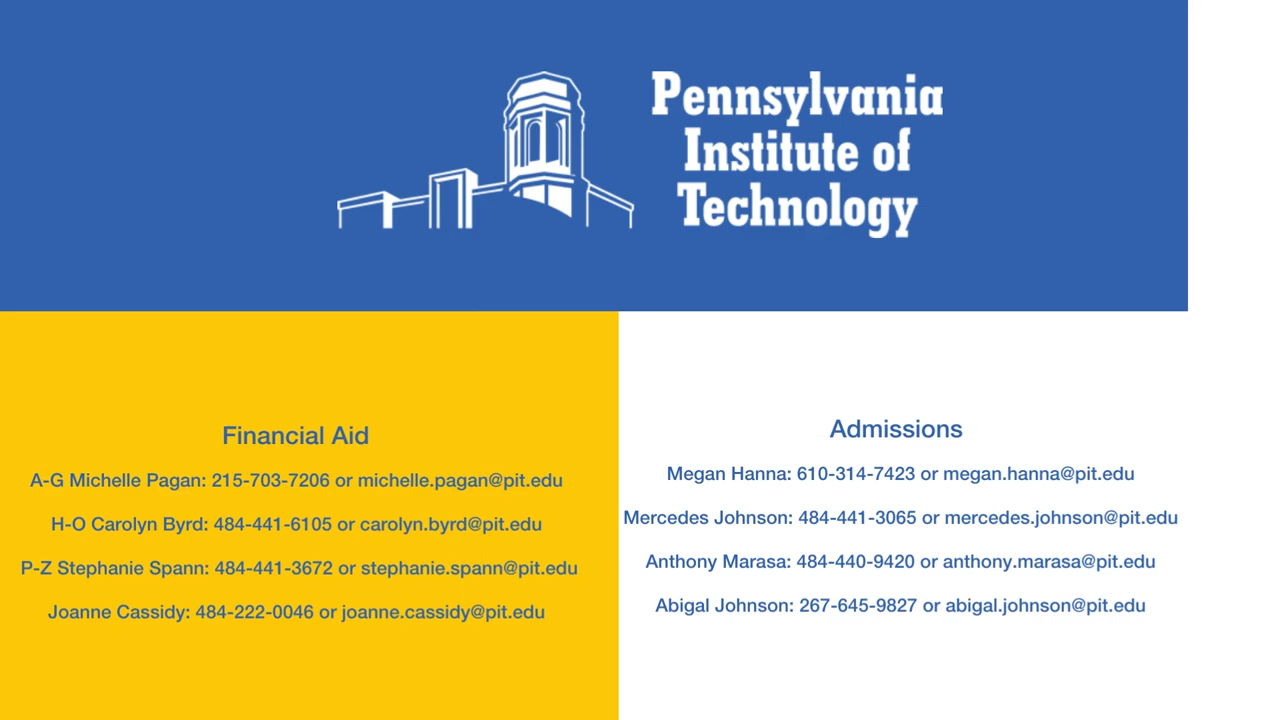 Pennsylvania
Institute of
Technology
Financial Aid
A-G Michelle Pagan: 215-703-7206 or michelle.pagan@pit.edu
H-O Carolyn Byrd: 484-441-6105 or carolyn.byrd@pit.edu
P-Z Stephanie Spann: 484-441-3672 or stephanie.spann@pit.edu
Joanne Cassidy: 484-222-0046 or joanne.cassidy@pit.edu
Admissions
Megan Hanna: 610-314-7423 or megan.hanna@pit.edu
Mercedes Johnson: 484-441-3065 or mercedes.johnson@pit.edu
Anthony Marasa: 484-440-9420 or anthony.marasa@pit.edu
Abigal Johnson: 267-645-9827 or abigal.johnson@pit.edu